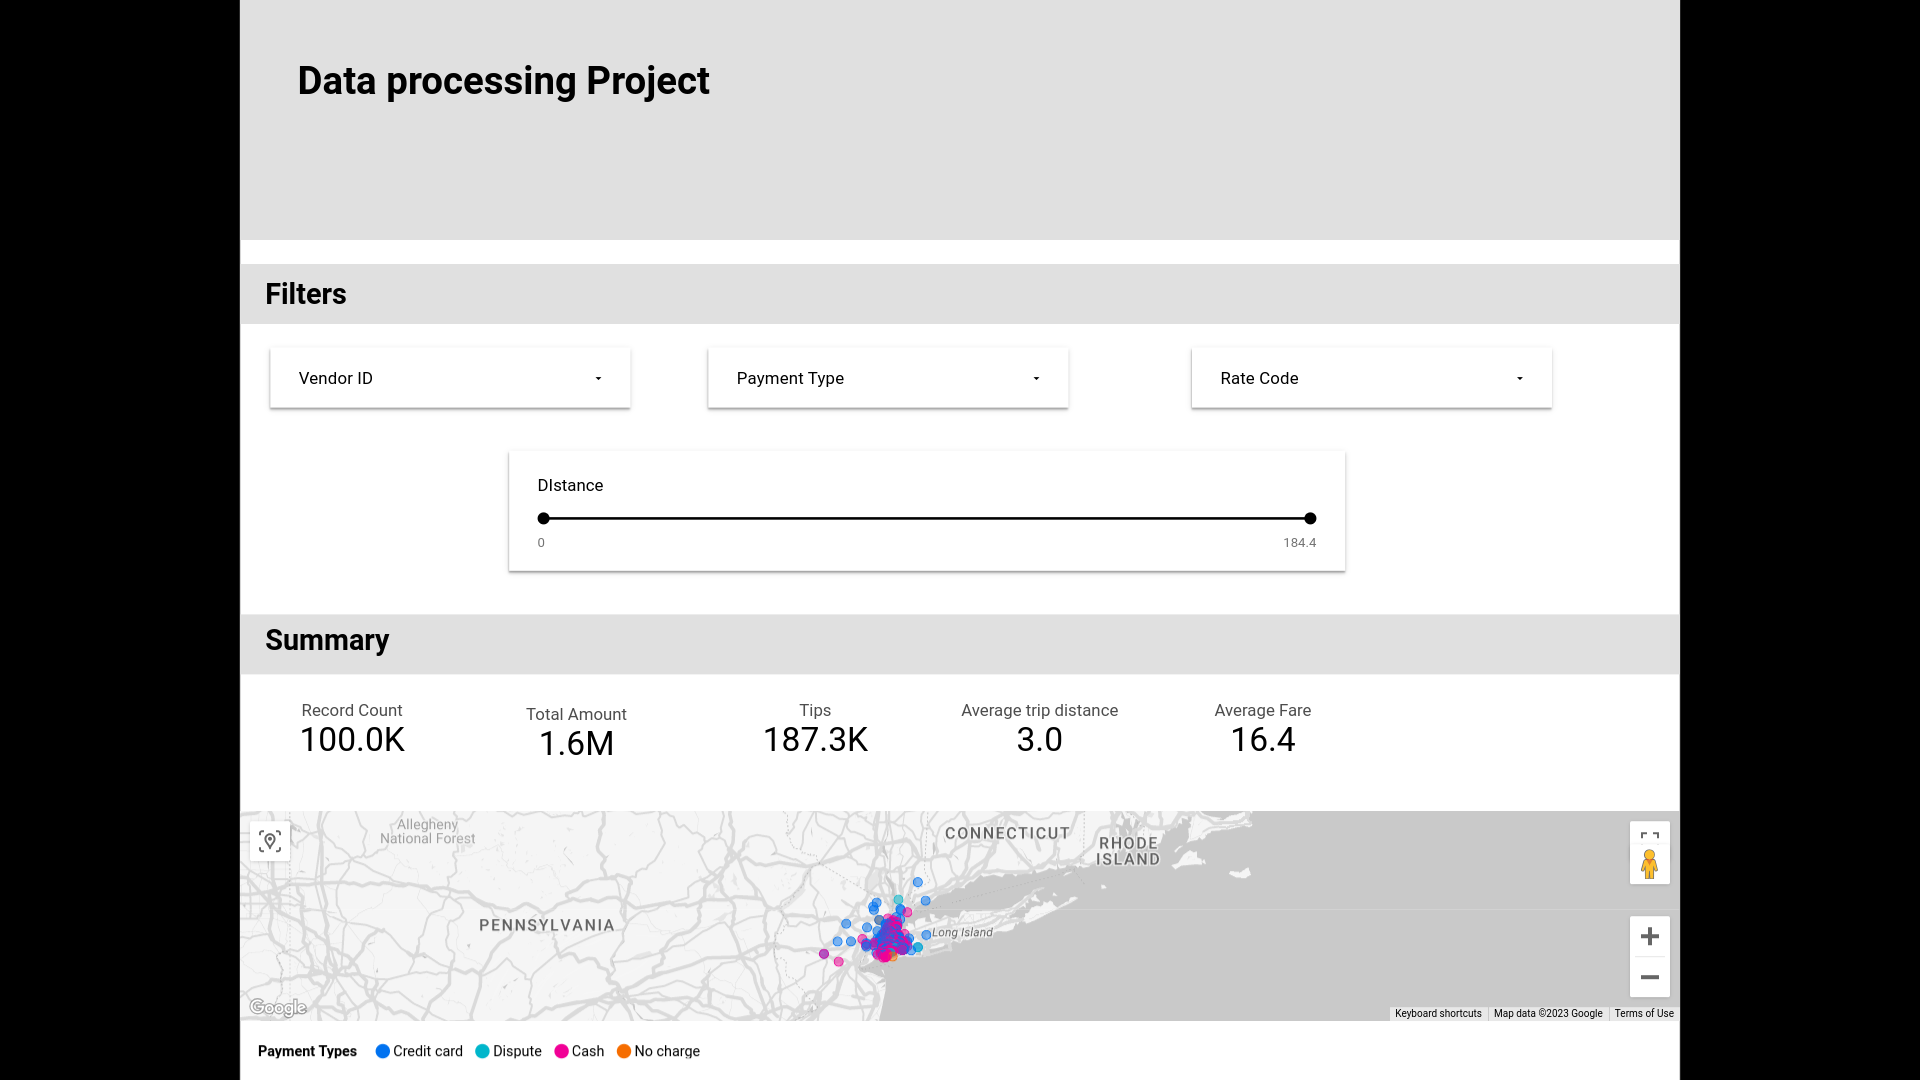 Data processing Project
Filters
Vendor ID
Payment Type
Rate Code
DIstance
0
184.4
Summary
Record Count
100.0K
Total Amount
1.6M
Tips
187.3K
Average trip distance
3.0
Average Fare
16.4
Allegheny
National Forest
CONNECTICUT
RHODE
ISLAND
PENNSYLVANIA
Long Island
Google
Keyboard shortcuts
Map data ©2023 Google
Terms of Use
Payment Types
Credit card
Dispute
Cash
No charge